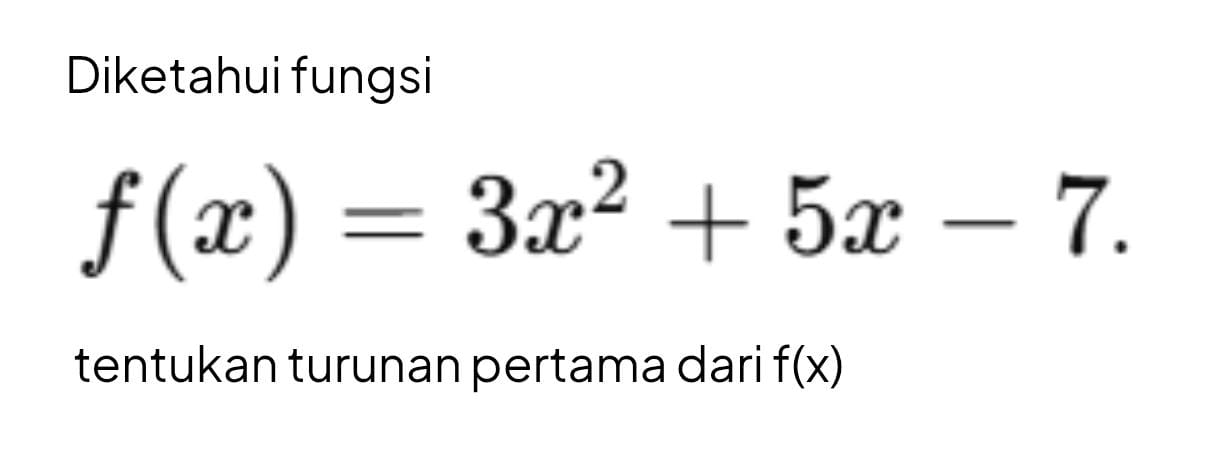 Diketahui fungsi
f(x) = 3x² + 5x − 7.
tentukan turunan pertama dari f(x)